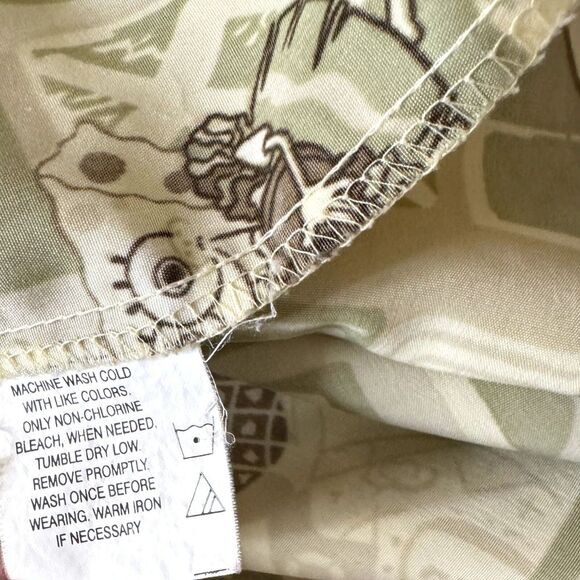 MACHINE WASH COLD
WITH LIKE COLORS.
ONLY NON-CHLORINE
BLEACH, WHEN NEEDED.
TUMBLE DRY LOW.
REMOVE PROMPTLY.
WASH ONCE BEFORE
WEARING. WARM IRON
IF NECESSARY